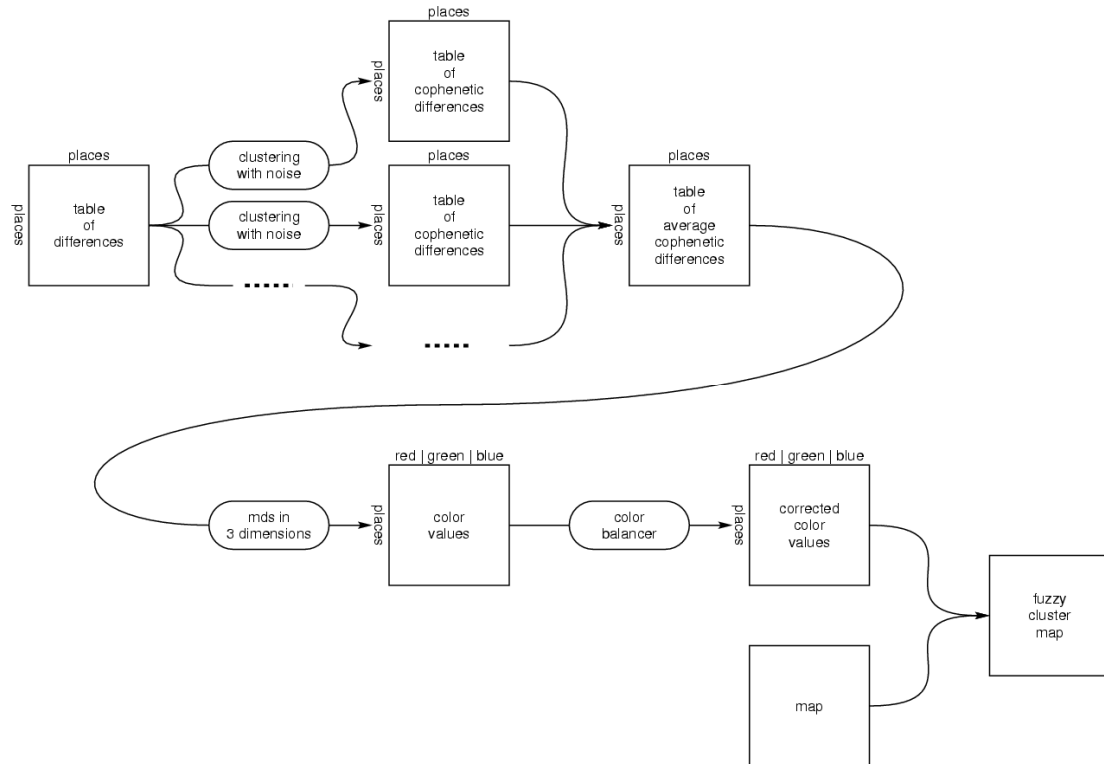 places
places
table
of
cophenetic
differences
places
places
table
of
differences
clustering
with noise
clustering
with noise
places
places
table
of
cophenetic
differences
places
places
table
of
average
cophenetic
differences
mds in
3 dimensions
red | green | blue
places
color
values
color
balancer
red | green | blue
places
corrected
color
values
fuzzy
cluster
map
map